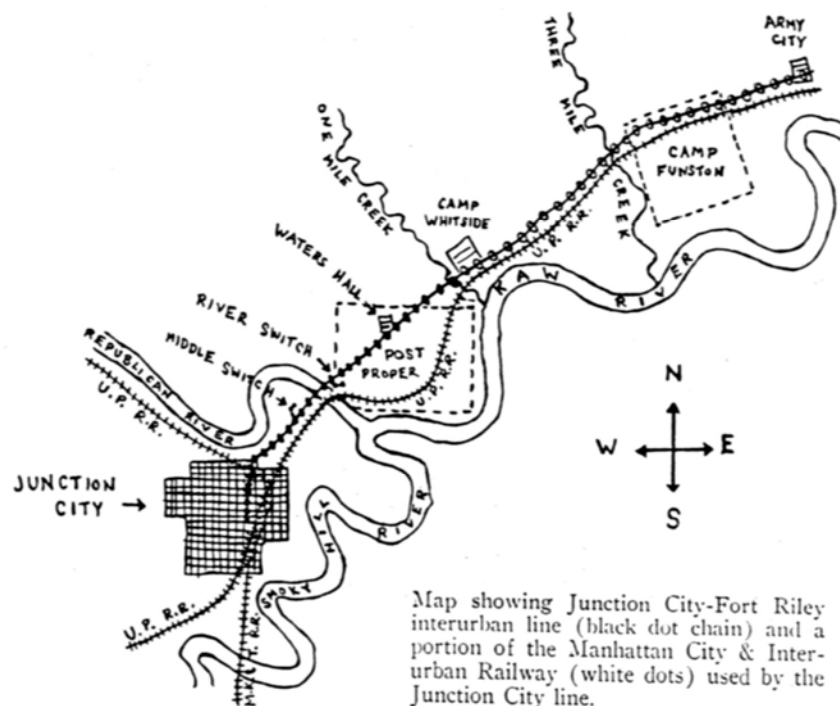 ARMY
CITY
THREE
MILE
CREEK
CAMP
FUNSTON
ONE
MILE
CREEK
CAMP
WHITSIDE
U.P. R.R.
WATERS HALL
KAW
RIVER
RIVER SWITCH
MIDDLE SWITCH
POST
PROPER
U.P. R.R.
REPUBLICAN RIVER
U.P. R.R.
N
W E
S
JUNCTION
CITY
SMOKY
HILL
RIVER
U.P. R.R.
M.K. & T. R.R.
Map showing Junction City-Fort Riley
interurban line (black dot chain) and a
portion of the Manhattan City & Inter-
urban Railway (white dots) used by the
Junction City line.